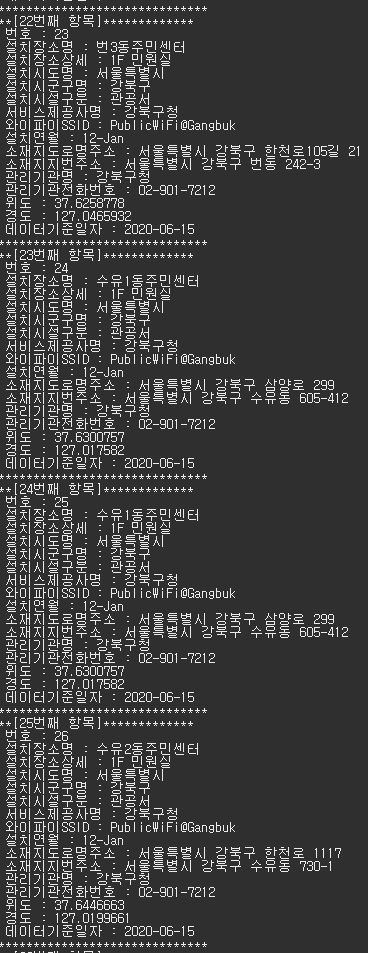 ******************************
**[22번째 항목]*************
번호 : 23
설치장소명 : 번3동주민센터
설치장소상세 : 1F 민원실
설치시도명 : 서울특별시
설치시군구명 : 강북구
설치시설구분 : 관공서
서비스제공사명 : 강북구청
와이파이SSID : PublicWiFi@Gangbuk
설치연월 : 12-Jan
소재지도로명주소 : 서울특별시 강북구 한천로105길 21
소재지지번주소 : 서울특별시 강북구 번동 242-3
관리기관명 : 강북구청
관리기관전화번호 : 02-901-7212
위도 : 37.6258778
경도 : 127.0465932
데이터기준일자 : 2020-06-15
******************************
**[23번째 항목]*************
번호 : 24
설치장소명 : 수유1동주민센터
설치장소상세 : 1F 민원실
설치시도명 : 서울특별시
설치시군구명 : 강북구
설치시설구분 : 관공서
서비스제공사명 : 강북구청
와이파이SSID : PublicWiFi@Gangbuk
설치연월 : 12-Jan
소재지도로명주소 : 서울특별시 강북구 삼양로 299
소재지지번주소 : 서울특별시 강북구 수유동 605-412
관리기관명 : 강북구청
관리기관전화번호 : 02-901-7212
위도 : 37.6300757
경도 : 127.017582
데이터기준일자 : 2020-06-15
******************************
**[24번째 항목]*************
번호 : 25
설치장소명 : 수유1동주민센터
설치장소상세 : 1F 민원실
설치시도명 : 서울특별시
설치시군구명 : 강북구
설치시설구분 : 관공서
서비스제공사명 : 강북구청
와이파이SSID : PublicWiFi@Gangbuk
설치연월 : 12-Jan
소재지도로명주소 : 서울특별시 강북구 삼양로 299
소재지지번주소 : 서울특별시 강북구 수유동 605-412
관리기관명 : 강북구청
관리기관전화번호 : 02-901-7212
위도 : 37.6300757
경도 : 127.017582
데이터기준일자 : 2020-06-15
******************************
**[25번째 항목]*************
번호 : 26
설치장소명 : 수유2동주민센터
설치장소상세 : 1F 민원실
설치시도명 : 서울특별시
설치시군구명 : 강북구
설치시설구분 : 관공서
서비스제공사명 : 강북구청
와이파이SSID : PublicWiFi@Gangbuk
설치연월 : 12-Jan
소재지도로명주소 : 서울특별시 강북구 한천로 1117
소재지지번주소 : 서울특별시 강북구 수유동 730-1
관리기관명 : 강북구청
관리기관전화번호 : 02-901-7212
위도 : 37.6446663
경도 : 127.0199661
데이터기준일자 : 2020-06-15
******************************